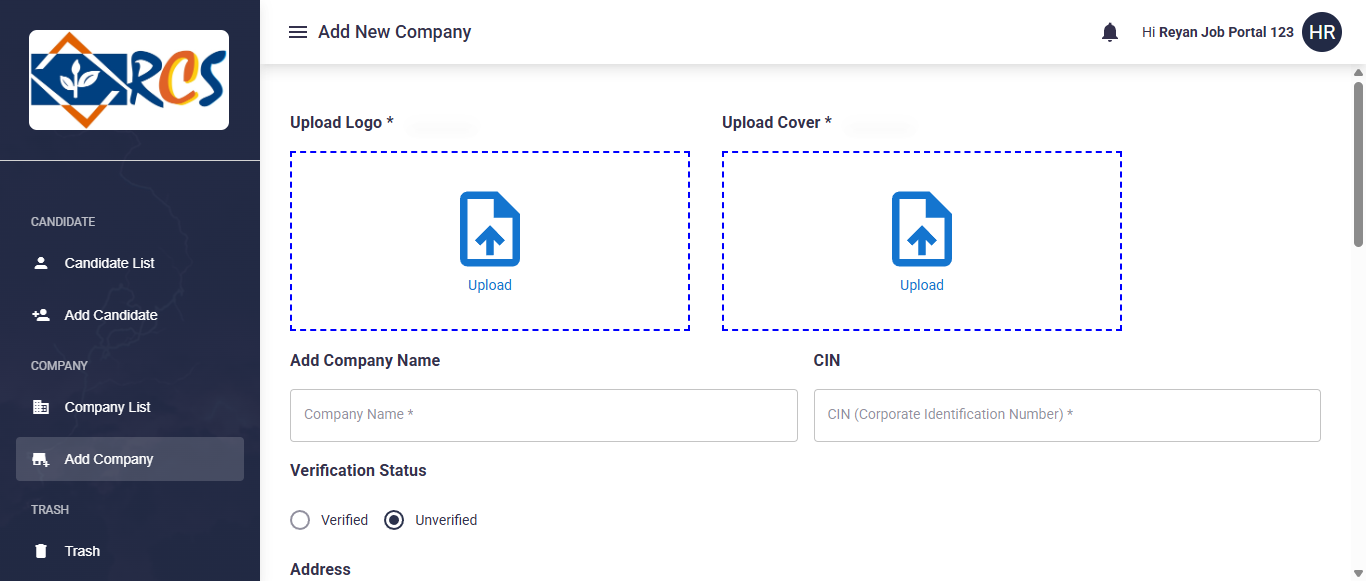 RCS
Add New Company
Hi Reyan Job Portal 123
HR
CANDIDATE
Candidate List
Add Candidate
COMPANY
Company List
Add Company
TRASH
Trash
Upload Logo *
Upload Cover *
Upload
Upload
Add Company Name
CIN
Company Name *
CIN (Corporate Identification Number) *
Verification Status
Verified
Unverified
Address